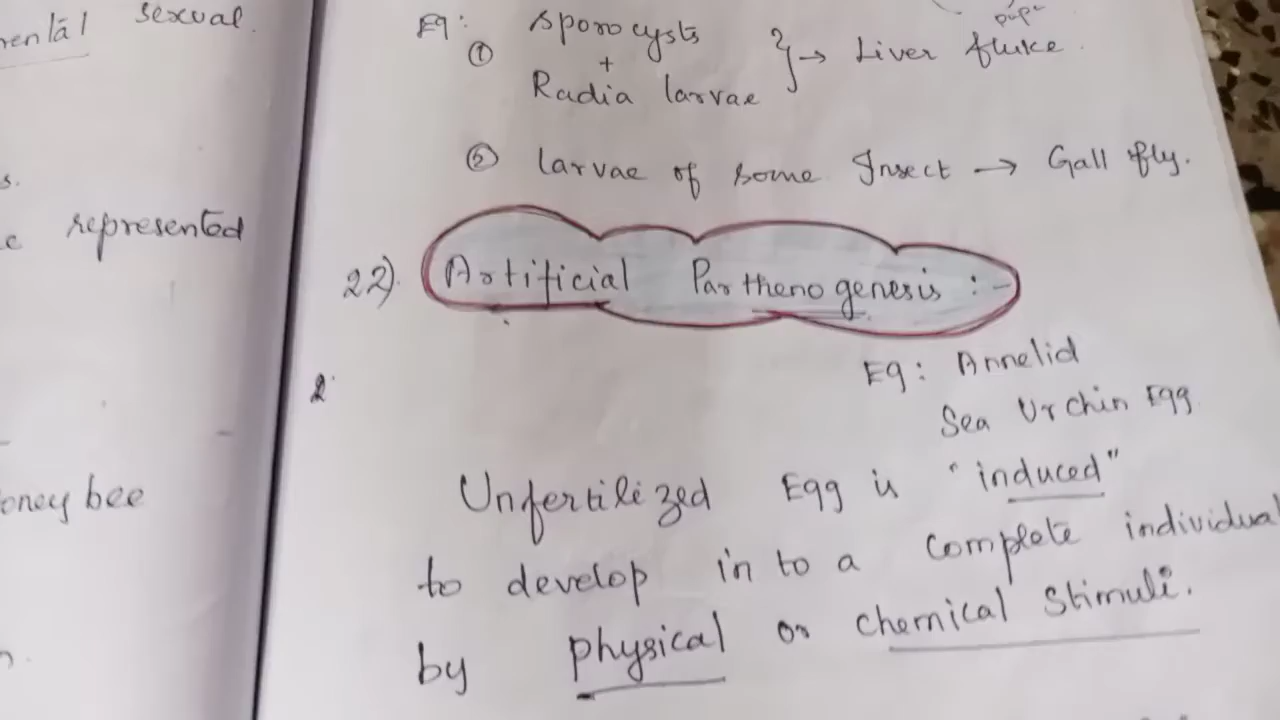 sexual.
s.
represented
oney bee
Eg:
① Sporocysts
+
Radia larvae } → Liver fluke.
② larvae of some Insect → Gall fly.
22). Artificial Parthenogenesis :-
Eg: Annelid
Sea Urchin Egg
Unfertilized Egg is "induced"
to develop in to a complete individual
by physical or chemical stimuli.